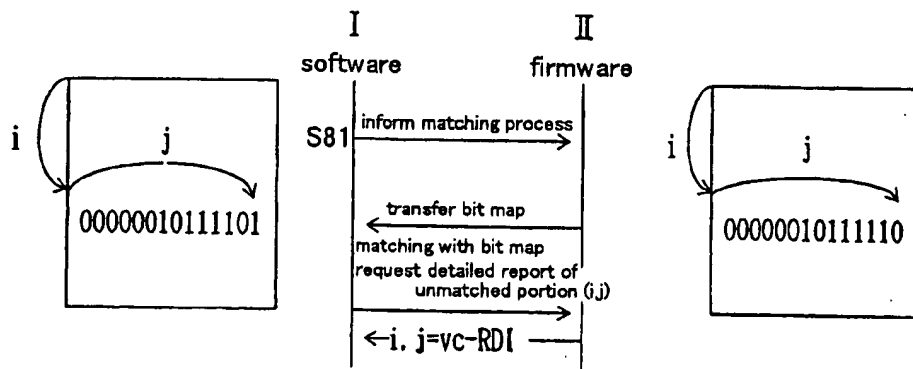 I
II
software
firmware
i
j
00000010111101
S81
inform matching process
transfer bit map
matching with bit map
request detailed report of
unmatched portion (i,j)
←i, j=vc-RDI
i
j
00000010111110